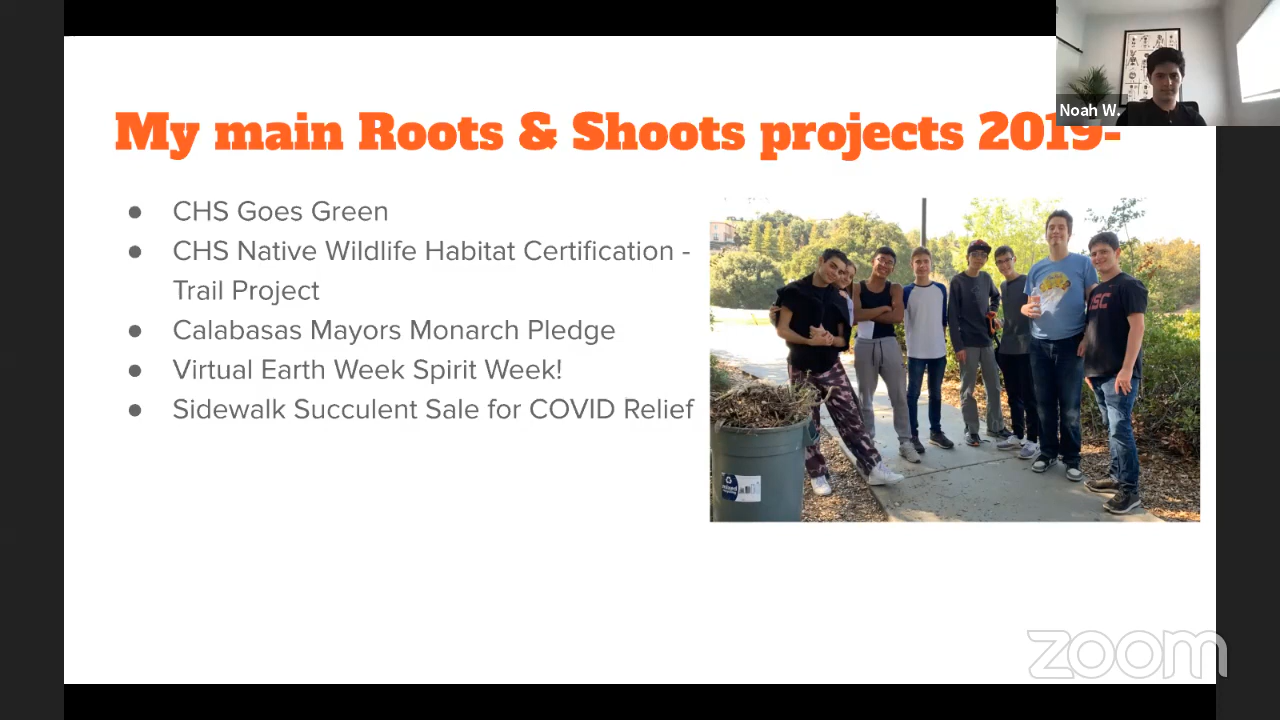 Noah W.
My main Roots & Shoots projects 2019-
● CHS Goes Green
● CHS Native Wildlife Habitat Certification -
Trail Project
● Calabasas Mayors Monarch Pledge
● Virtual Earth Week Spirit Week!
● Sidewalk Succulent Sale for COVID Relief
SC
zoom